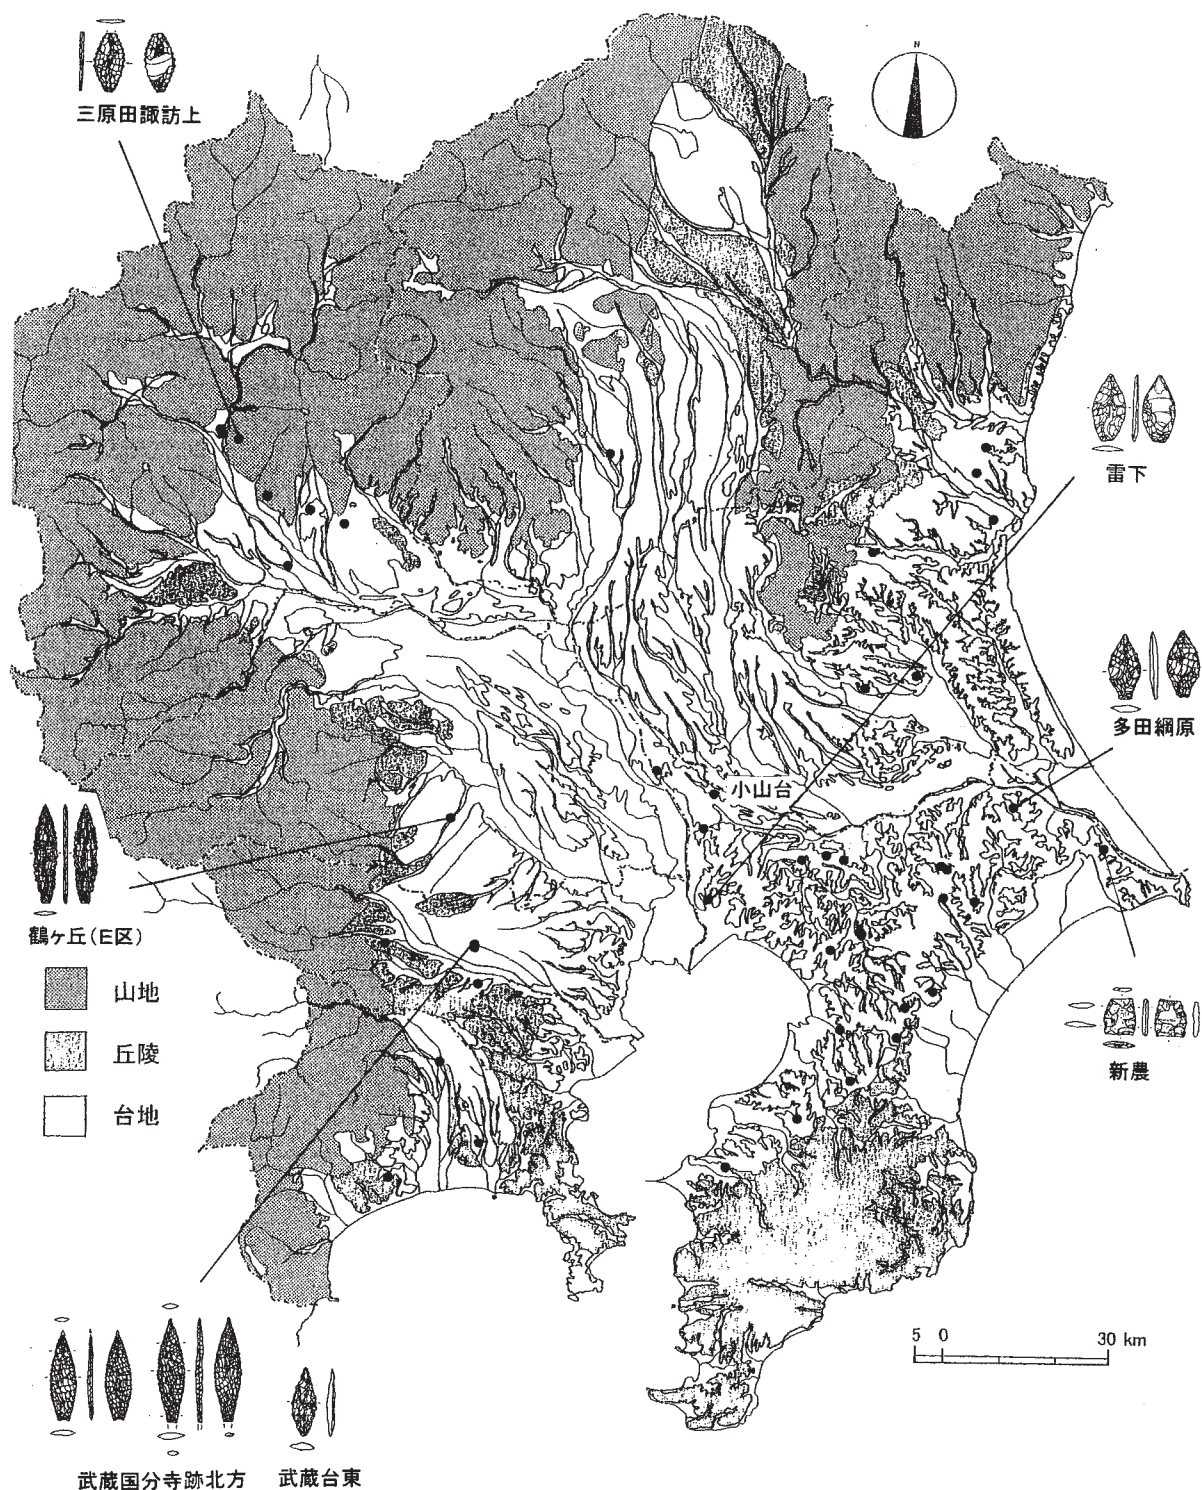 N
三原田諏訪上
雷下
多田綱原
小山台
鶴ヶ丘(E区)
山地
丘陵
台地
新農
5 0 30 km
武蔵国分寺跡北方 武蔵台東